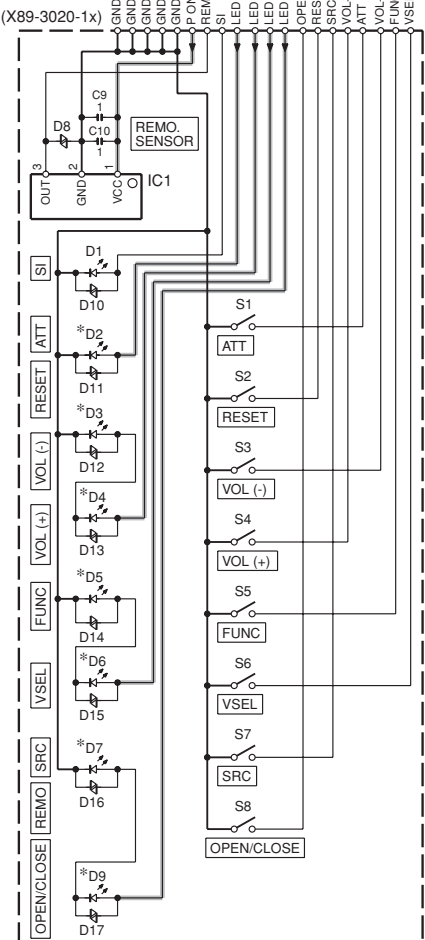 (X89-3020-1x)
GND
GND
GND
GND
GND
P ON
REM
SI
LED
LED
LED
LED
OPE
RES
SRC
VOL-
ATT
VOL-
FUN
VSE
C9
1
D8
C10
1
REMO.
SENSOR
3
2
1
OUT
GND
VCC
IC1
SI
D1
D10
ATT
*D2
D11
RESET
*D3
D12
VOL (-)
*D4
D13
VOL (+)
*D5
D14
FUNC
*D6
D15
VSEL
*D7
D16
SRC
REMO
*D9
D17
OPEN/CLOSE
S1
ATT
S2
RESET
S3
VOL (-)
S4
VOL (+)
S5
FUNC
S6
VSEL
S7
SRC
S8
OPEN/CLOSE